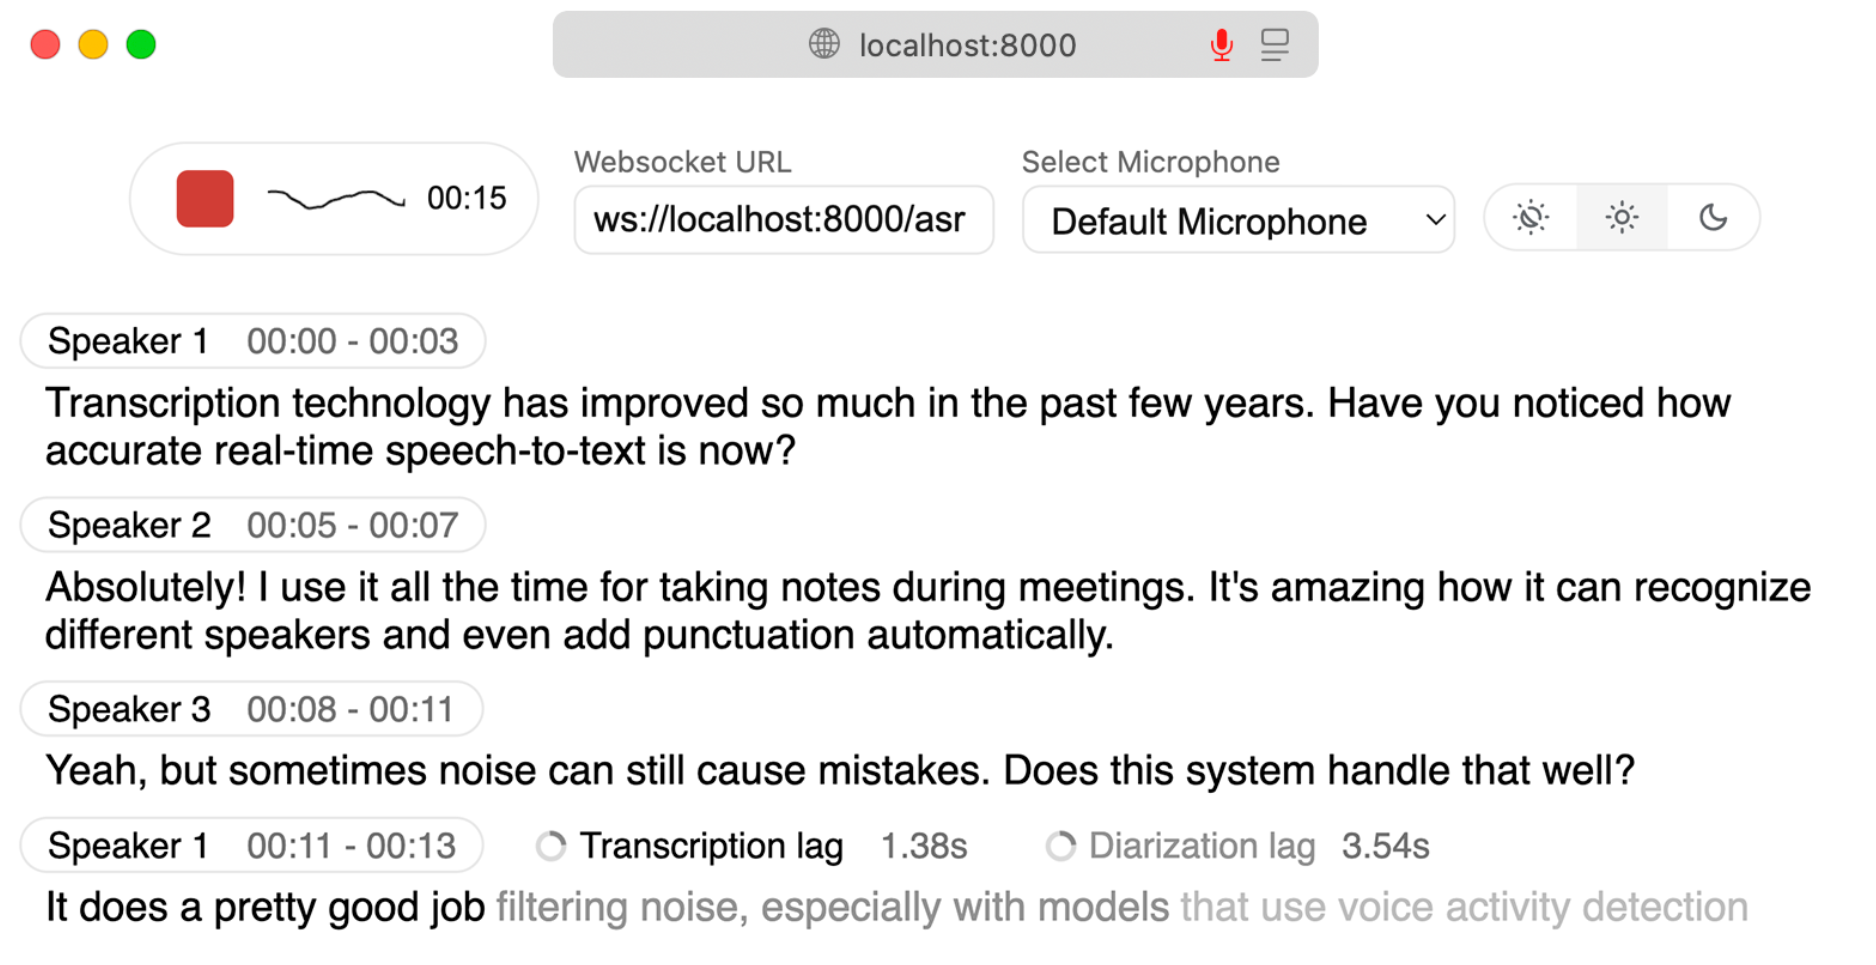 localhost:8000
00:15
Websocket URL
ws://localhost:8000/asr
Select Microphone
Default Microphone
Speaker 1 00:00 - 00:03
Transcription technology has improved so much in the past few years. Have you noticed how
accurate real-time speech-to-text is now?
Speaker 2 00:05 - 00:07
Absolutely! I use it all the time for taking notes during meetings. It's amazing how it can recognize
different speakers and even add punctuation automatically.
Speaker 3 00:08 - 00:11
Yeah, but sometimes noise can still cause mistakes. Does this system handle that well?
Speaker 1 00:11 - 00:13 Transcription lag 1.38s Diarization lag 3.54s
It does a pretty good job filtering noise, especially with models that use voice activity detection